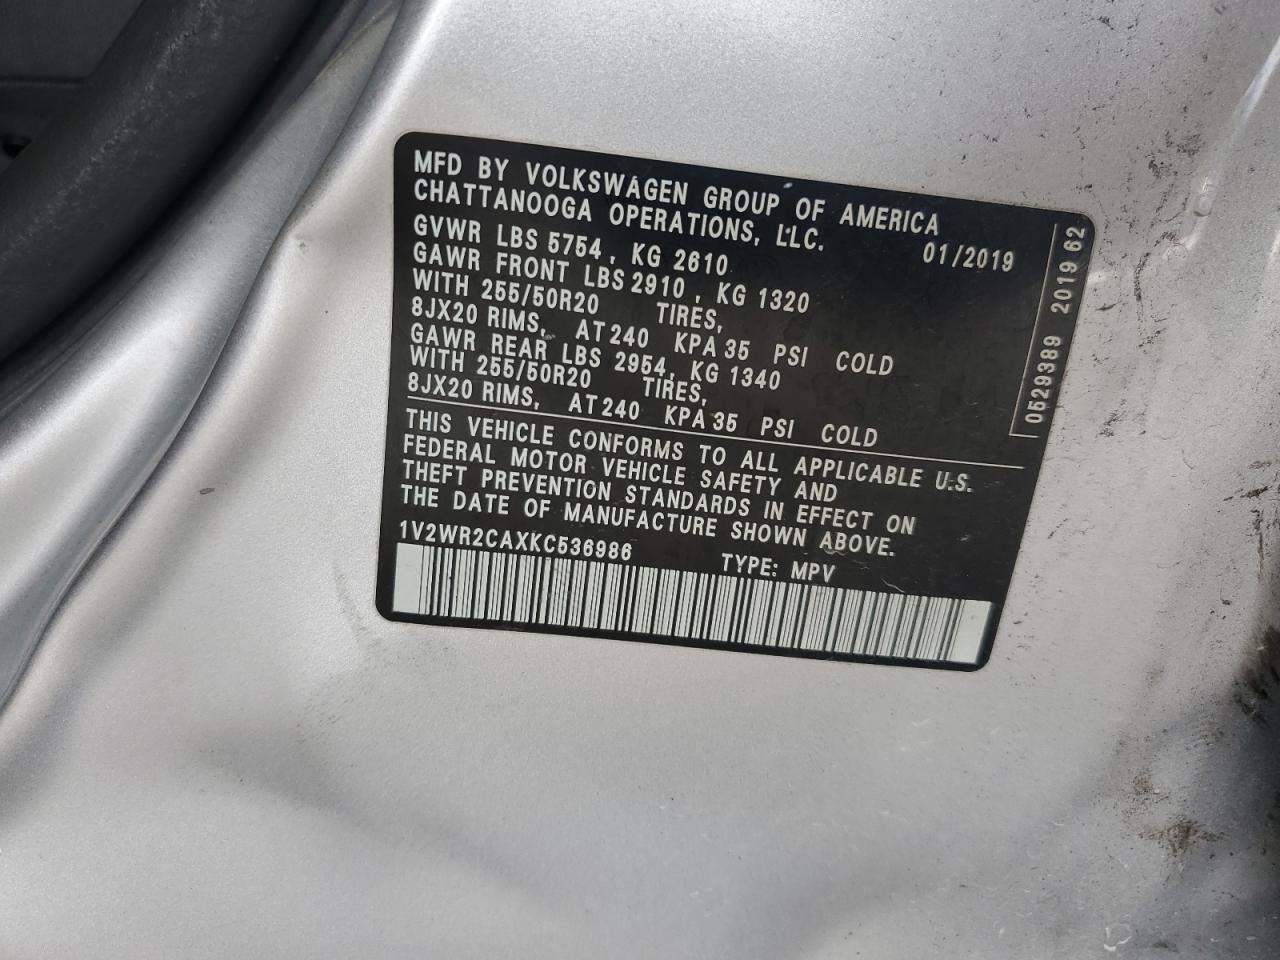 MFD BY VOLKSWAGEN GROUP OF AMERICA
CHATTANOOGA OPERATIONS, LLC.
01/2019
GVWR LBS 5754, KG 2610
GAWR FRONT LBS 2910, KG 1320
WITH 255/50R20 TIRES,
8JX20 RIMS, AT 240 KPA 35 PSI COLD
GAWR REAR LBS 2954, KG 1340
WITH 255/50R20 TIRES,
8JX20 RIMS, AT 240 KPA 35 PSI COLD
THIS VEHICLE CONFORMS TO ALL APPLICABLE U.S.
FEDERAL MOTOR VEHICLE SAFETY AND
THEFT PREVENTION STANDARDS IN EFFECT ON
THE DATE OF MANUFACTURE SHOWN ABOVE.
1V2WR2CAXKC536986 TYPE: MPV
0529389 2019 62